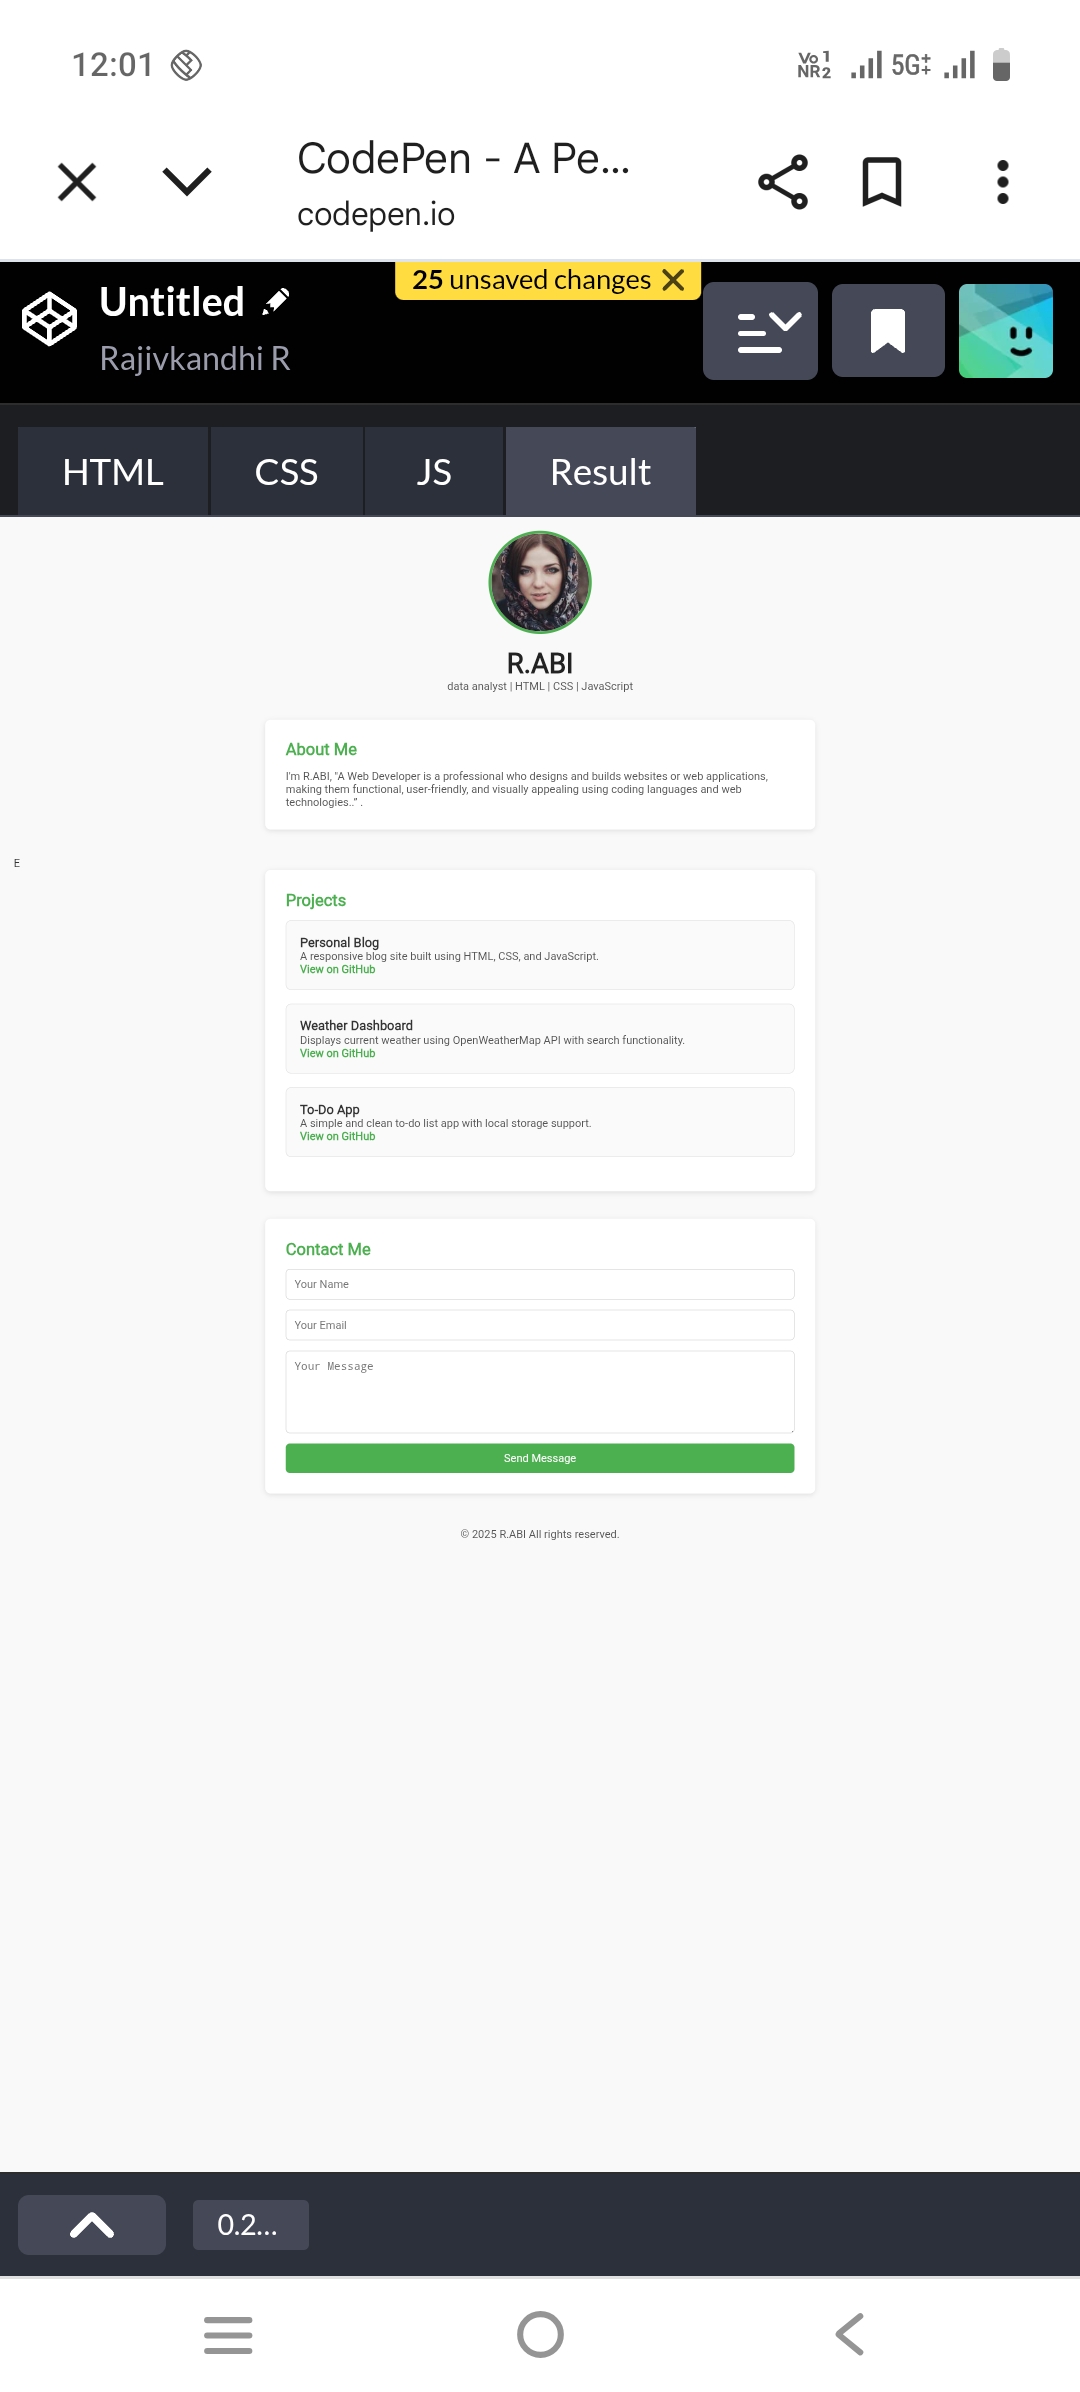 12:01
Vo 1
NR 2
5G++
CodePen - A Pe...
codepen.io
25 unsaved changes
Untitled
Rajivkandhi R
HTML CSS JS Result
R.ABI
data analyst | HTML | CSS | JavaScript
About Me
I'm R.ABI, "A Web Developer is a professional who designs and builds websites or web applications,
making them functional, user-friendly, and visually appealing using coding languages and web
technologies.." .
E
Projects
Personal Blog
A responsive blog site built using HTML, CSS, and JavaScript.
View on GitHub
Weather Dashboard
Displays current weather using OpenWeatherMap API with search functionality.
View on GitHub
To-Do App
A simple and clean to-do list app with local storage support.
View on GitHub
Contact Me
Your Name
Your Email
Your Message
Send Message
© 2025 R.ABI All rights reserved.
0.2...